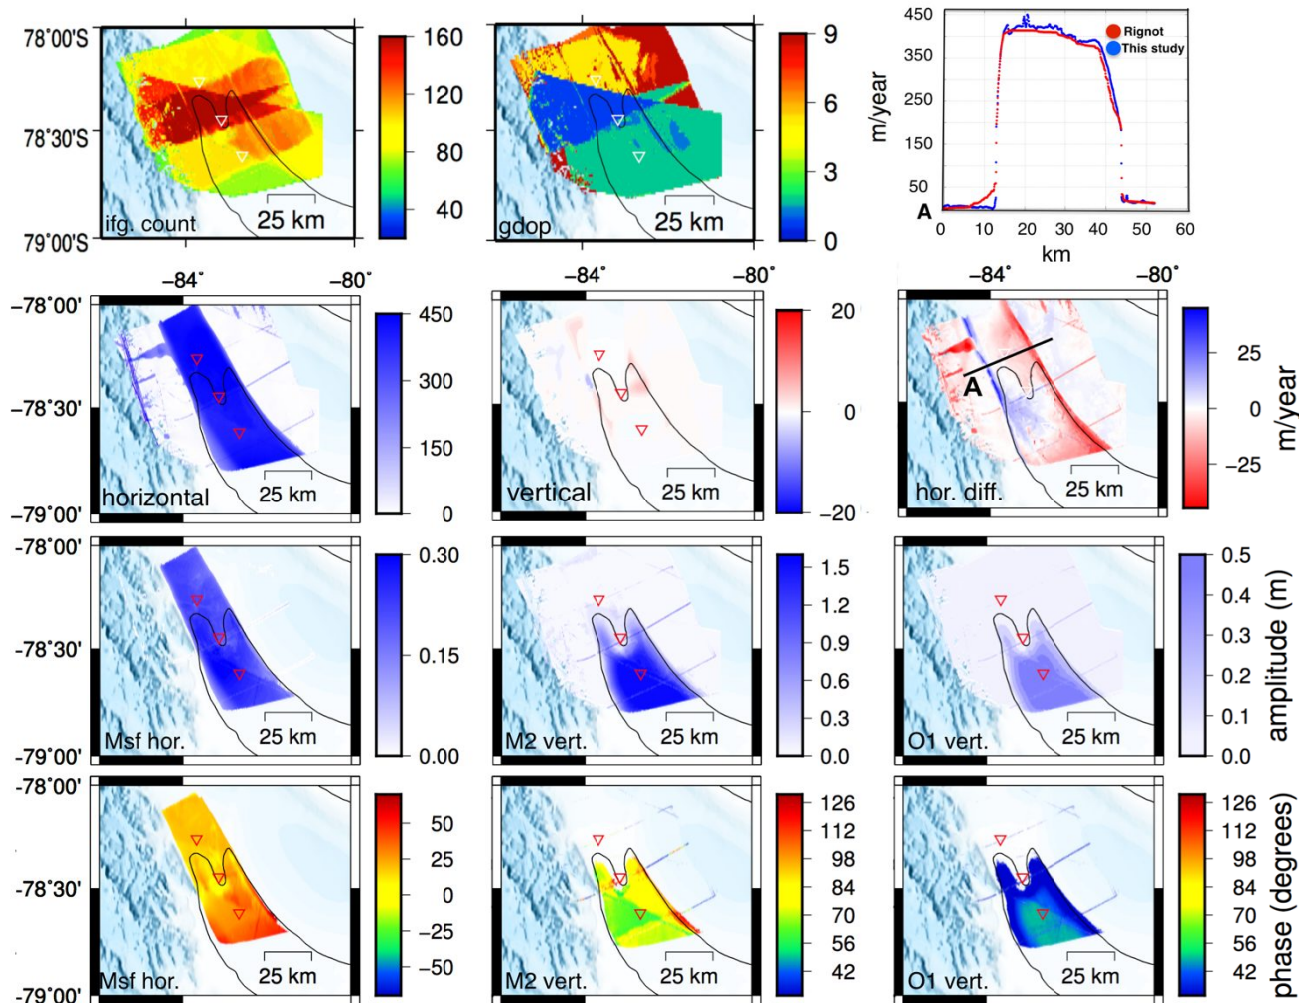 78°00'S
78°30'S
79°00'S
ifg. count
25 km
160
120
80
40
gdop
25 km
9
6
3
0
450
350
250
150
50
m/year
Rignot
This study
A
0 10 20 30 40 50 60
km
−84° −80°
−84°
−84° −80°
−78°00'
−78°30'
−79°00'
horizontal
25 km
450
300
150
0
vertical
25 km
20
0
−20
A
hor. diff.
25 km
25
0
−25
m/year
−78°00'
−78°30'
−79°00'
Msf hor.
25 km
0.30
0.15
0.00
M2 vert.
25 km
1.5
1.2
0.9
0.6
0.3
0.0
O1 vert.
25 km
0.5
0.4
0.3
0.2
0.1
0.0
amplitude (m)
-78°00'
-78°30'
-79°00'
Msf hor.
25 km
50
25
0
−25
−50
M2 vert.
25 km
126
112
98
84
70
56
42
O1 vert.
25 km
126
112
98
84
70
56
42
phase (degrees)